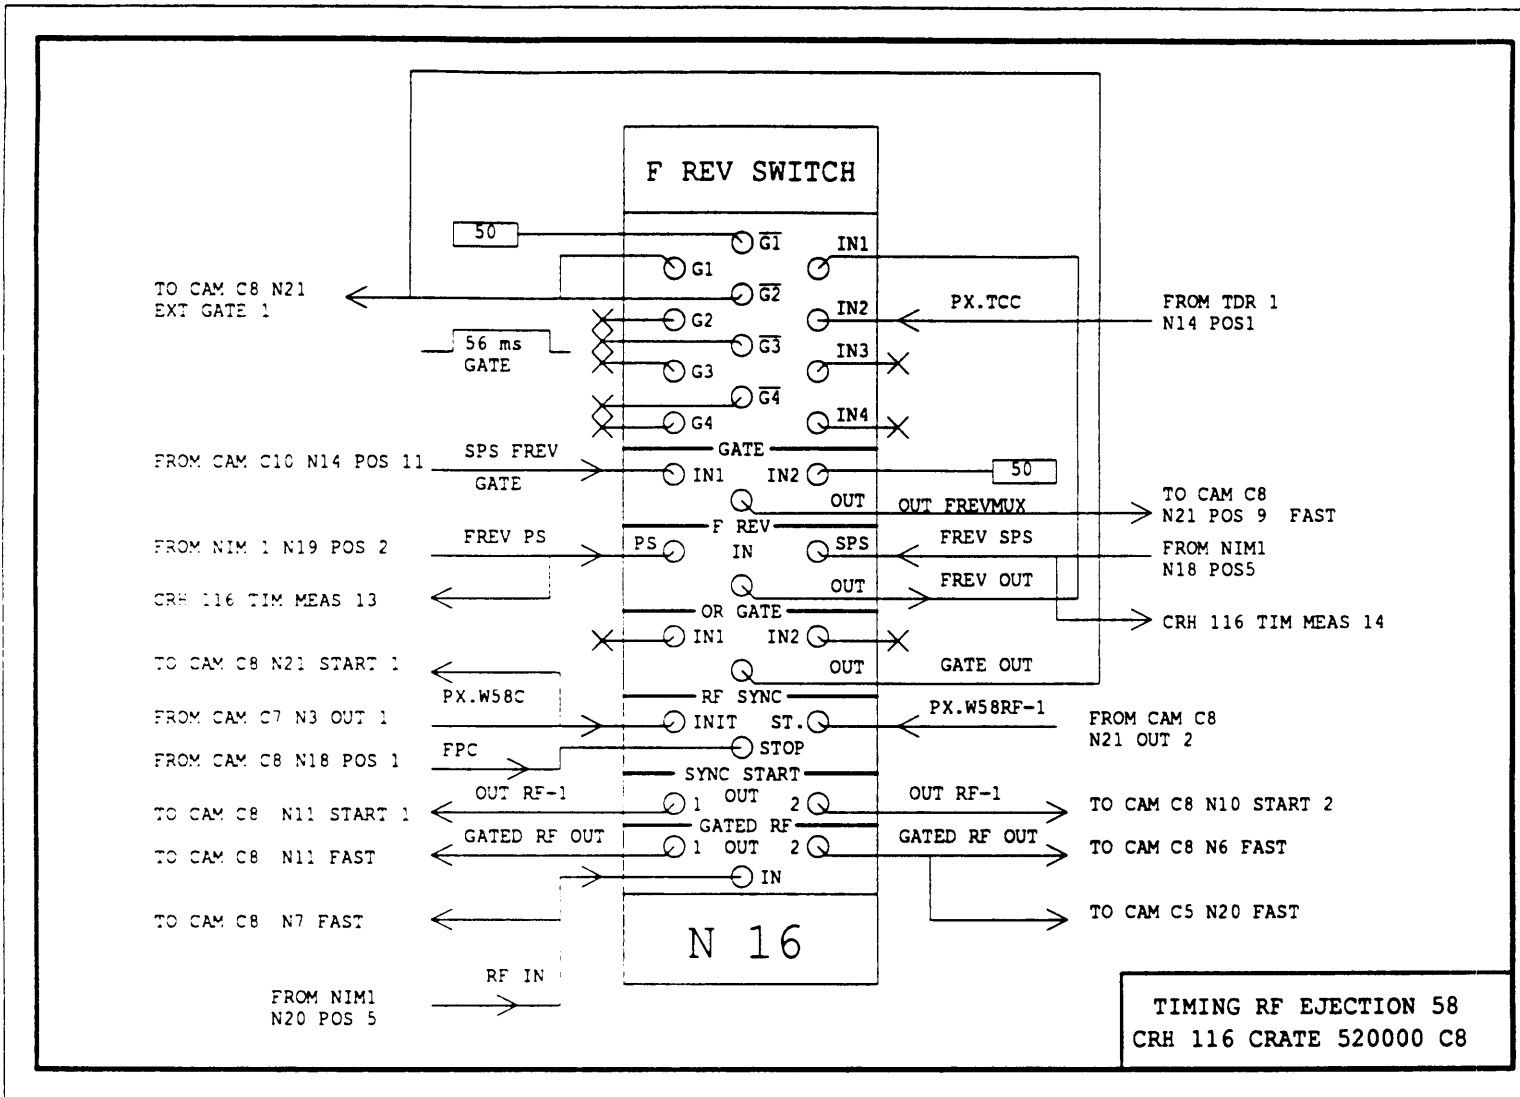 F REV SWITCH
50
G1
IN1
G1
TO CAM C8 N21
EXT GATE 1
G2
G2
IN2
PX.TCC
FROM TDR 1
N14 POS1
56 ms
GATE
G3
G3
IN3
G4
G4
IN4
GATE
FROM CAM C10 N14 POS 11
SPS FREV
GATE
IN1
IN2
50
OUT
OUT FREVMUX
TO CAM C8
N21 POS 9 FAST
F REV
FROM NIM 1 N19 POS 2
FREV PS
PS
IN
SPS
FREV SPS
FROM NIM1
N18 POS5
CRH 116 TIM MEAS 13
OUT
FREV OUT
OR GATE
IN1
IN2
CRH 116 TIM MEAS 14
TO CAM C8 N21 START 1
OUT
GATE OUT
RF SYNC
PX.W58C
FROM CAM C7 N3 OUT 1
INIT
ST.
PX.W58RF-1
FROM CAM C8
N21 OUT 2
FROM CAM C8 N18 POS 1
FPC
STOP
SYNC START
TO CAM C8 N11 START 1
OUT RF-1
1 OUT 2
OUT RF-1
TO CAM C8 N10 START 2
GATED RF
TO CAM C8 N11 FAST
GATED RF OUT
1 OUT 2
GATED RF OUT
TO CAM C8 N6 FAST
IN
TO CAM C8 N7 FAST
TO CAM C5 N20 FAST
N 16
RF IN
FROM NIM1
N20 POS 5
TIMING RF EJECTION 58
CRH 116 CRATE 520000 C8